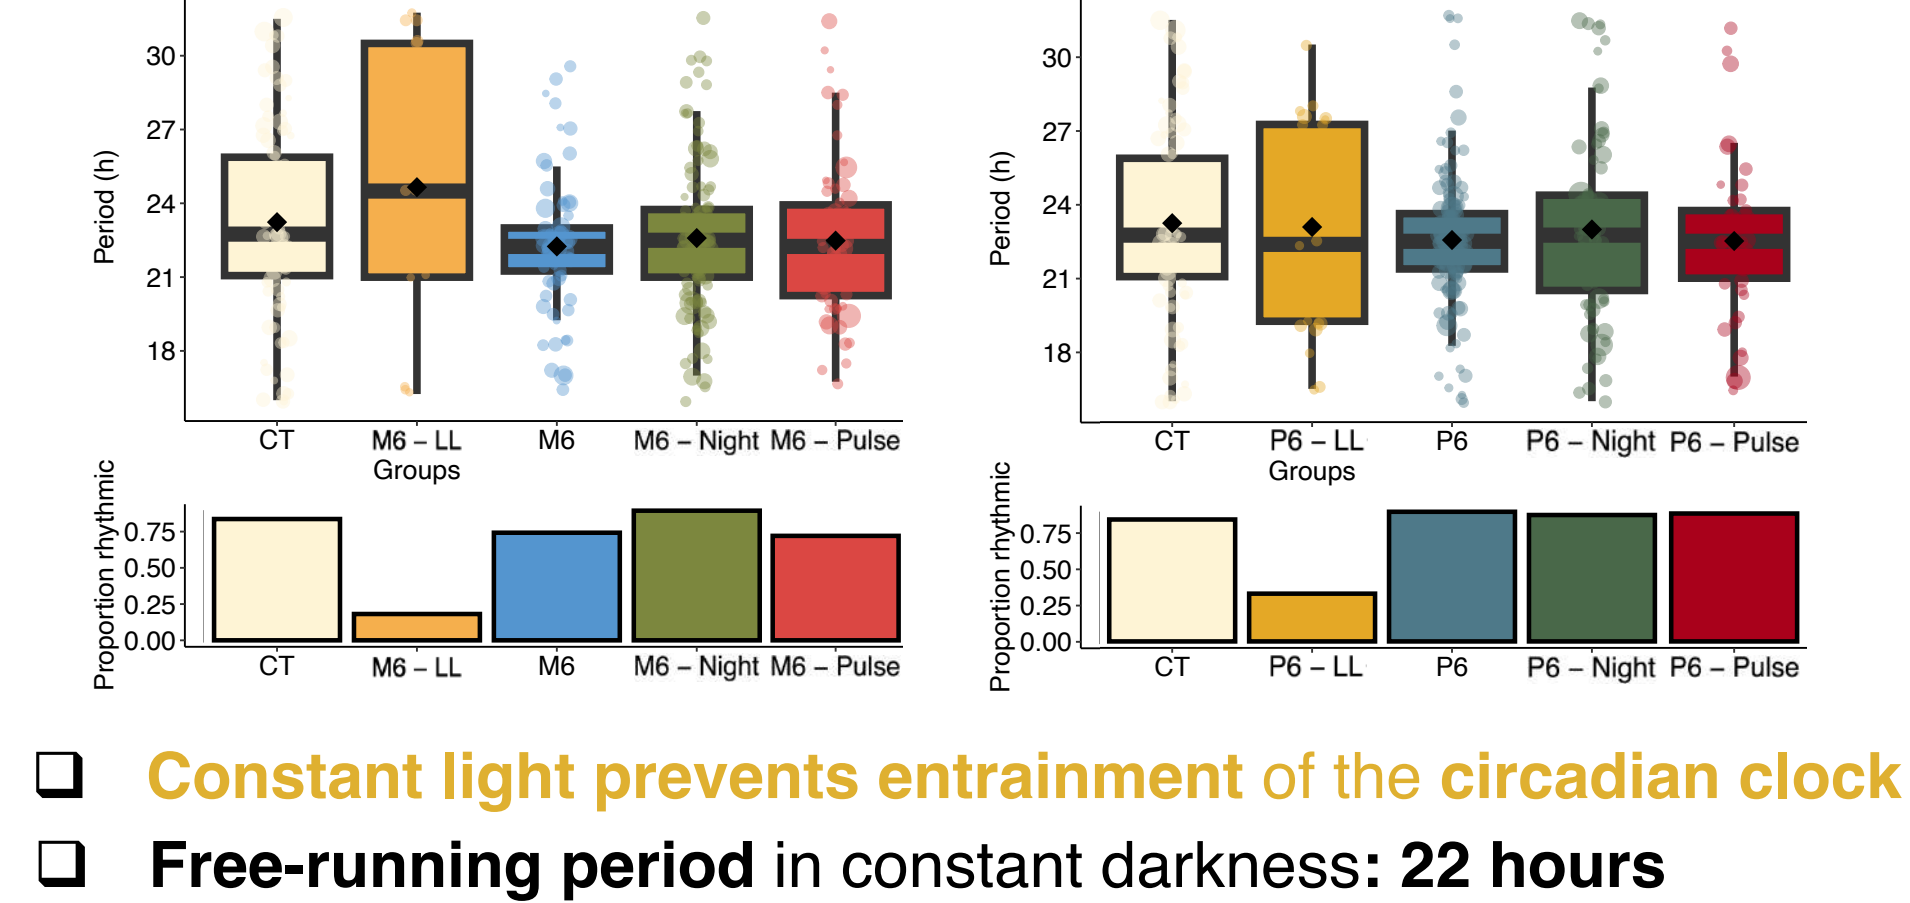 30
27
24
21
18
Period (h)
CT M6 – LL M6 M6 – Night M6 – Pulse
Groups
30
27
24
21
18
Period (h)
CT P6 – LL P6 P6 – Night P6 – Pulse
Groups
Proportion rhythmic
0.75
0.50
0.25
0.00
CT M6 – LL M6 M6 – Night M6 – Pulse
Proportion rhythmic
0.75
0.50
0.25
0.00
CT P6 – LL P6 P6 – Night P6 – Pulse
❑ Constant light prevents entrainment of the circadian clock
❑ Free-running period in constant darkness: 22 hours